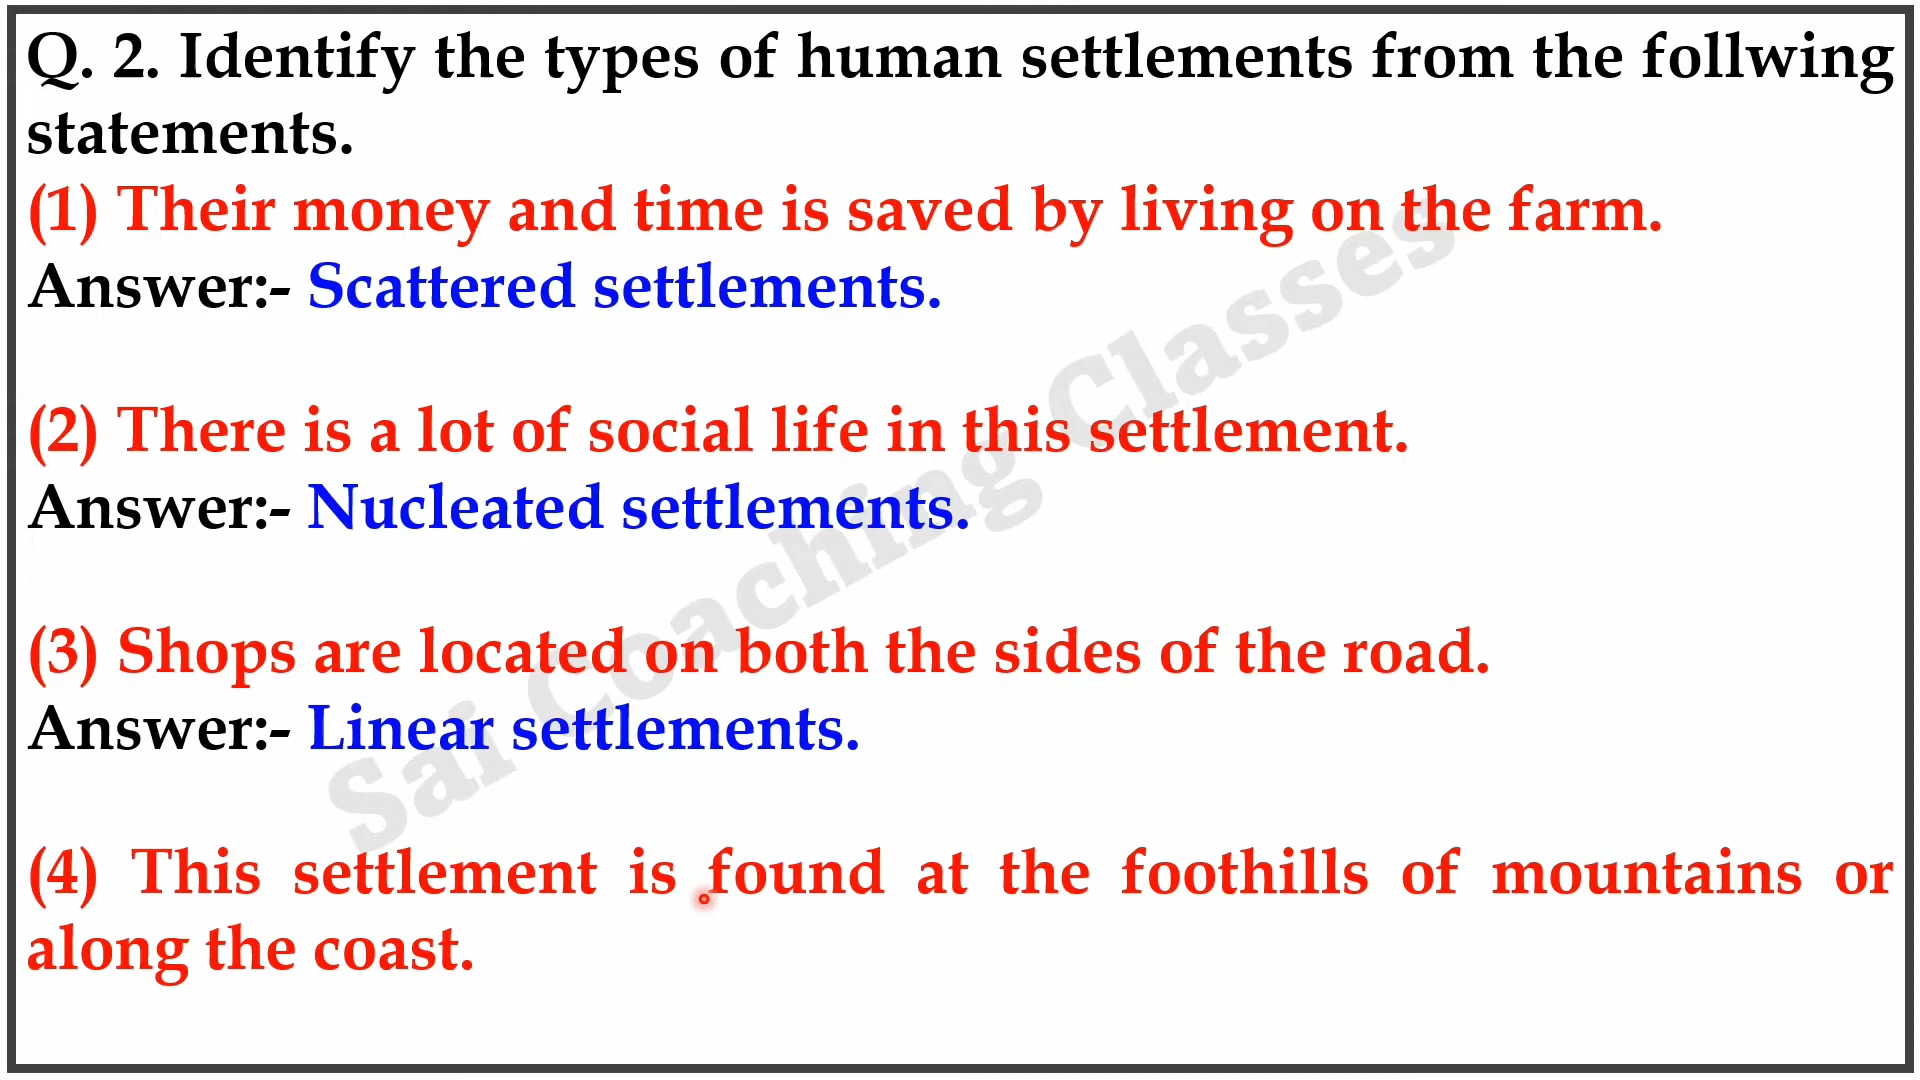 Q. 2. Identify the types of human settlements from the follwing
statements.
(1) Their money and time is saved by living on the farm.
Answer:- Scattered settlements.
(2) There is a lot of social life in this settlement.
Answer:- Nucleated settlements.
(3) Shops are located on both the sides of the road.
Answer:- Linear settlements.
(4) This settlement is found at the foothills of mountains or
along the coast.
Sai Coaching Classes